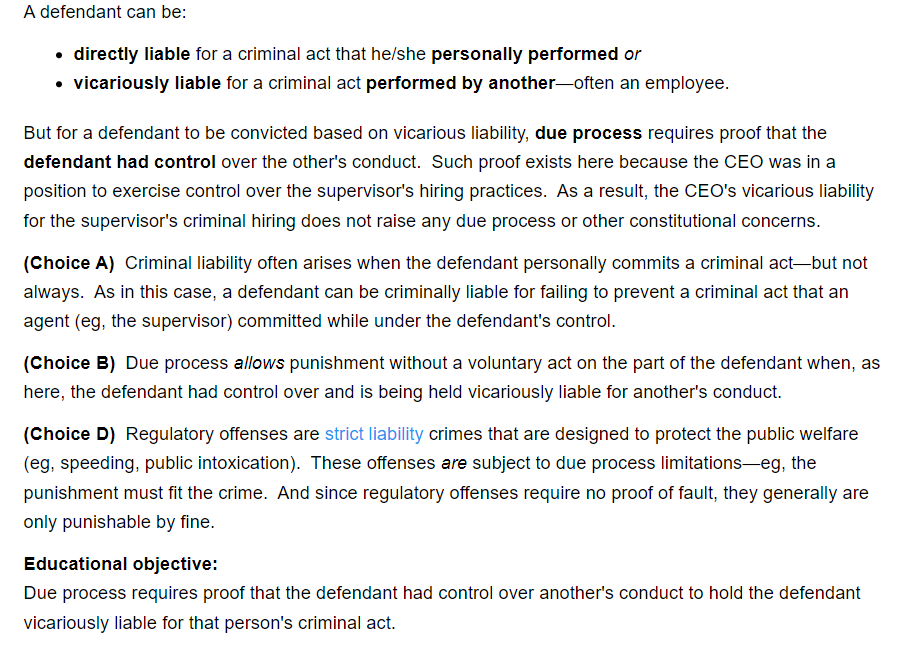 A defendant can be:
• directly liable for a criminal act that he/she personally performed or
• vicariously liable for a criminal act performed by another—often an employee.
But for a defendant to be convicted based on vicarious liability, due process requires proof that the
defendant had control over the other's conduct.  Such proof exists here because the CEO was in a
position to exercise control over the supervisor's hiring practices.  As a result, the CEO's vicarious liability
for the supervisor's criminal hiring does not raise any due process or other constitutional concerns.
(Choice A)  Criminal liability often arises when the defendant personally commits a criminal act—but not
always.  As in this case, a defendant can be criminally liable for failing to prevent a criminal act that an
agent (eg, the supervisor) committed while under the defendant's control.
(Choice B)  Due process allows punishment without a voluntary act on the part of the defendant when, as
here, the defendant had control over and is being held vicariously liable for another's conduct.
(Choice D)  Regulatory offenses are strict liability crimes that are designed to protect the public welfare
(eg, speeding, public intoxication).  These offenses are subject to due process limitations—eg, the
punishment must fit the crime.  And since regulatory offenses require no proof of fault, they generally are
only punishable by fine.
Educational objective:
Due process requires proof that the defendant had control over another's conduct to hold the defendant
vicariously liable for that person's criminal act.